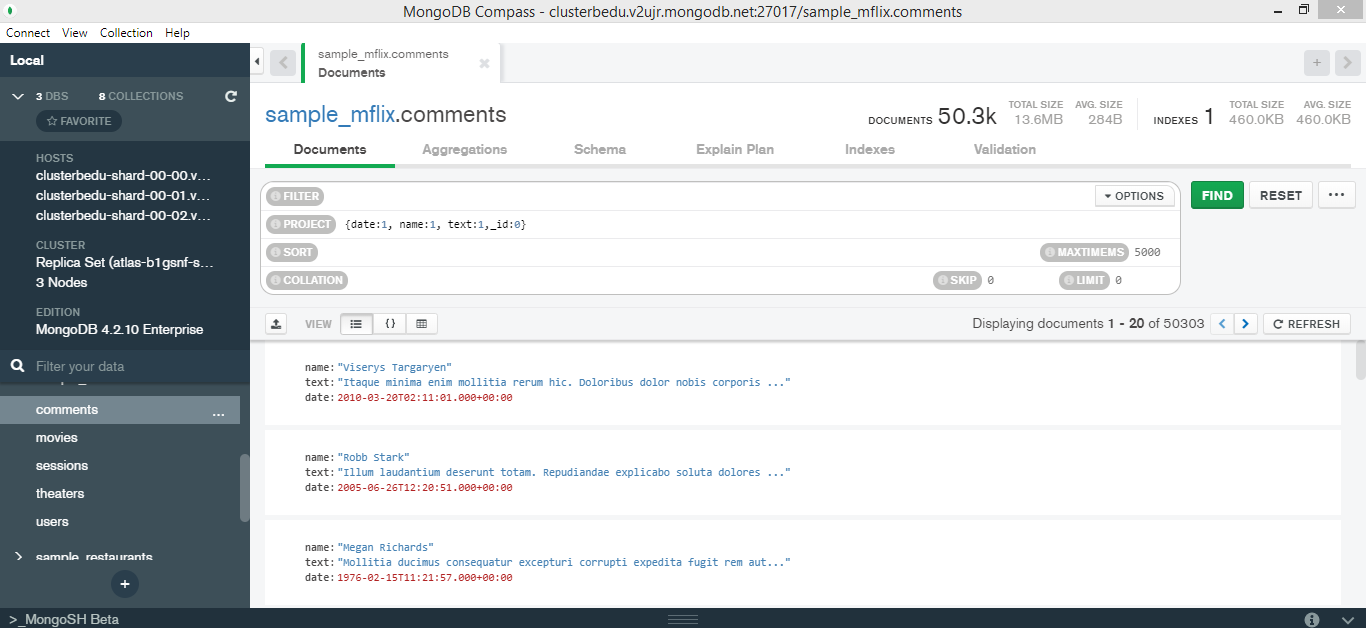 MongoDB Compass - clusterbedu.v2ujr.mongodb.net:27017/sample_mflix.comments
Connect View Collection Help
Local
3 DBS 8 COLLECTIONS
FAVORITE
HOSTS
clusterbedu-shard-00-00.v...
clusterbedu-shard-00-01.v...
clusterbedu-shard-00-02.v...
CLUSTER
Replica Set (atlas-b1gsnf-s...
3 Nodes
EDITION
MongoDB 4.2.10 Enterprise
Filter your data
comments ...
movies
sessions
theaters
users
sample_restaurants
sample_mflix.comments
Documents
sample_mflix.comments
DOCUMENTS 50.3k TOTAL SIZE 13.6MB AVG. SIZE 284B
INDEXES 1 TOTAL SIZE 460.0KB AVG. SIZE 460.0KB
Documents Aggregations Schema Explain Plan Indexes Validation
FILTER OPTIONS FIND RESET ...
PROJECT {date:1, name:1, text:1,_id:0}
SORT MAXTIMEMS 5000
COLLATION SKIP 0 LIMIT 0
VIEW {} Displaying documents 1 - 20 of 50303 < > REFRESH
name: "Viserys Targaryen"
text: "Itaque minima enim mollitia rerum hic. Doloribus dolor nobis corporis ..."
date: 2010-03-20T02:11:01.000+00:00
name: "Robb Stark"
text: "Illum laudantium deserunt totam. Repudiandae explicabo soluta dolores ..."
date: 2005-06-26T12:20:51.000+00:00
name: "Megan Richards"
text: "Mollitia ducimus consequatur excepturi corrupti expedita fugit rem aut..."
date: 1976-02-15T11:21:57.000+00:00
>_MongoSH Beta